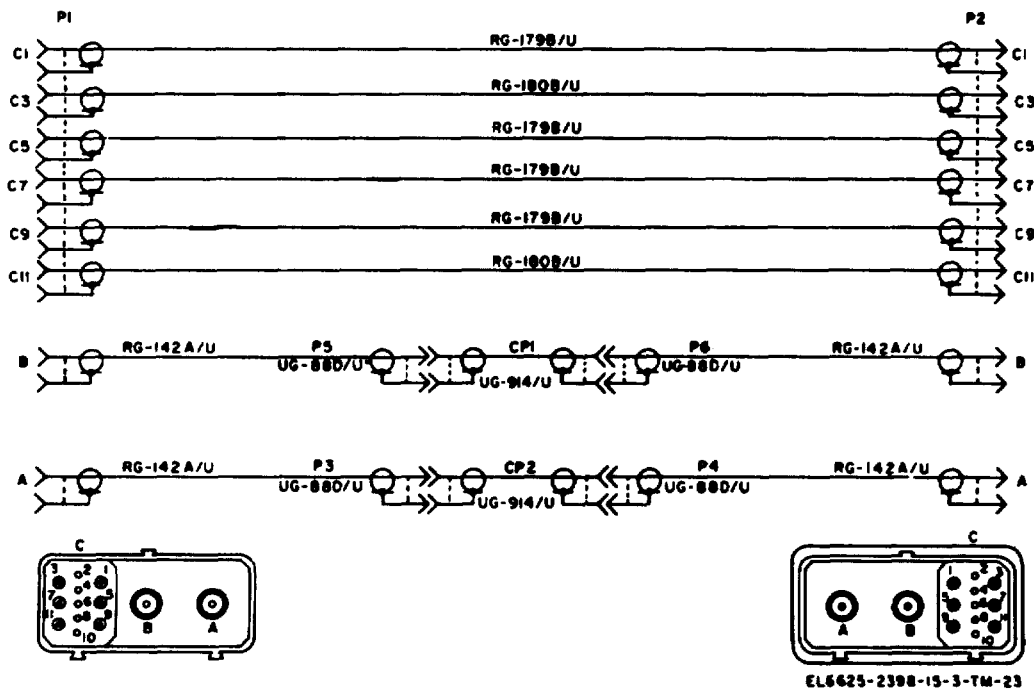 P1 P2
C1 RG-179B/U C1
C3 RG-180B/U C3
C5 RG-179B/U C5
C7 RG-179B/U C7
C9 RG-179B/U C9
C11 RG-180B/U C11
B RG-142A/U P5 CP1 P6 RG-142A/U B
UG-88D/U UG-914/U UG-88D/U
A RG-142A/U P3 CP2 P4 RG-142A/U A
UG-88D/U UG-914/U UG-88D/U
C C
3 2 1 1 2 3
4 4
7 6 5 5 6 7
11 8 9 9 8 11
10 10
B A A B
EL6625-2398-15-3-TM-23